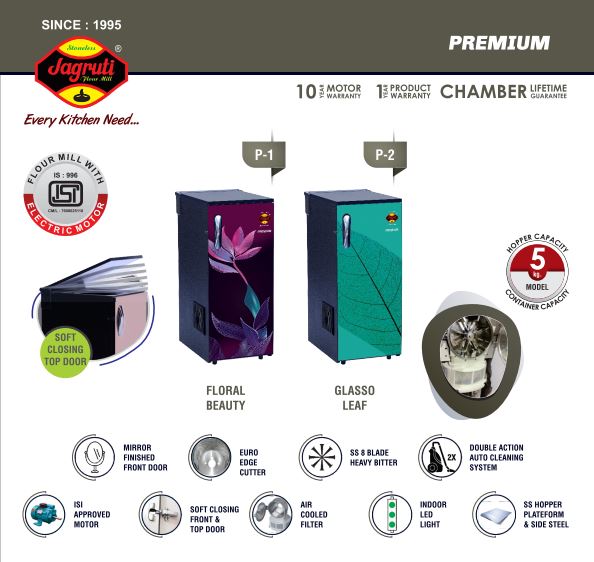 SINCE : 1995
Stoneless
Jagruti
Flour Mill
®
Every Kitchen Need...
PREMIUM
10 YEAR MOTOR WARRANTY
1 YEAR PRODUCT WARRANTY
CHAMBER LIFETIME GUARANTEE
P-1
P-2
FLOUR MILL WITH
IS : 996
ISI
ELECTRIC MOTOR
PREMIUM
PREMIUM
HOPPER CAPACITY
5
kg.
MODEL
CONTAINER CAPACITY
SOFT
CLOSING
TOP DOOR
FLORAL
BEAUTY
GLASSO
LEAF
MIRROR
FINISHED
FRONT DOOR
EURO
EDGE
CUTTER
SS 8 BLADE
HEAVY BITTER
2X
DOUBLE ACTION
AUTO CLEANING
SYSTEM
ISI
APPROVED
MOTOR
SOFT CLOSING
FRONT &
TOP DOOR
AIR
COOLED
FILTER
INDOOR
LED
LIGHT
SS HOPPER
PLATEFORM
& SIDE STEEL